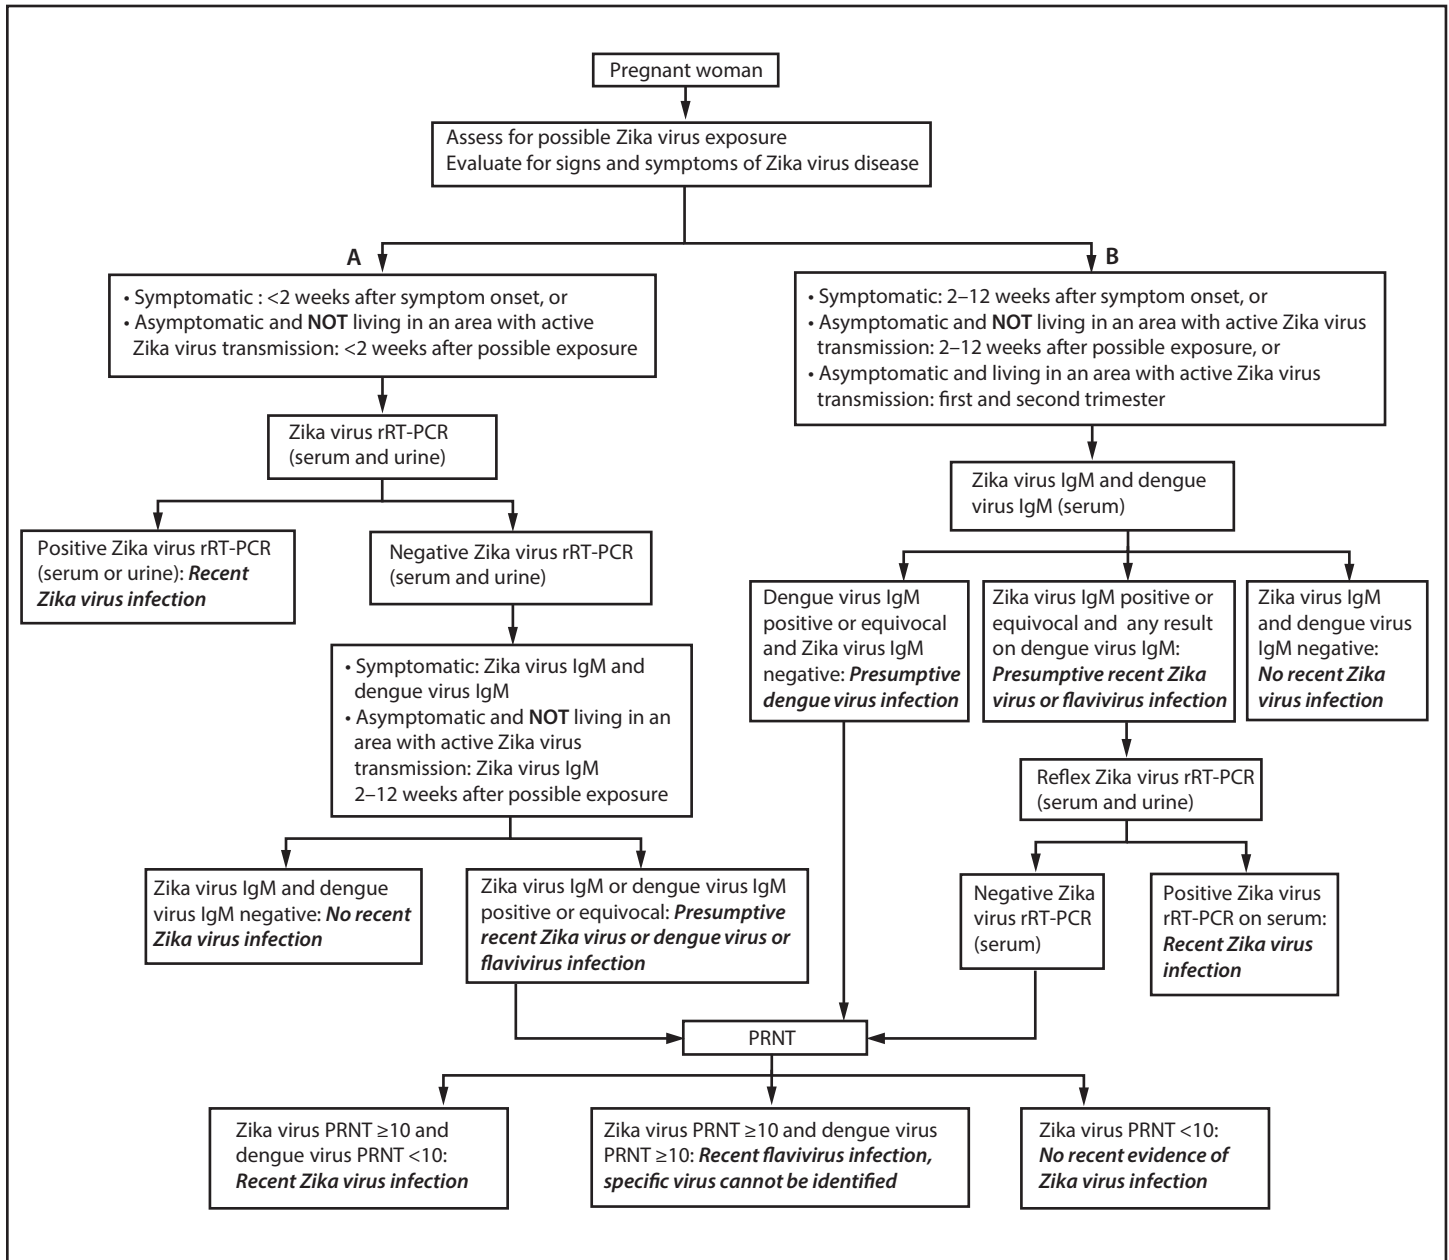 Pregnant woman
Assess for possible Zika virus exposure
Evaluate for signs and symptoms of Zika virus disease
A
• Symptomatic : <2 weeks after symptom onset, or
• Asymptomatic and NOT living in an area with active
Zika virus transmission: <2 weeks after possible exposure
B
• Symptomatic: 2–12 weeks after symptom onset, or
• Asymptomatic and NOT living in an area with active Zika virus
transmission: 2–12 weeks after possible exposure, or
• Asymptomatic and living in an area with active Zika virus
transmission: first and second trimester
Zika virus rRT-PCR
(serum and urine)
Positive Zika virus rRT-PCR
(serum or urine): Recent
Zika virus infection
Negative Zika virus rRT-PCR
(serum and urine)
• Symptomatic: Zika virus IgM and
dengue virus IgM
• Asymptomatic and NOT living in an
area with active Zika virus
transmission: Zika virus IgM
2–12 weeks after possible exposure
Zika virus IgM and dengue
virus IgM negative: No recent
Zika virus infection
Zika virus IgM or dengue virus IgM
positive or equivocal: Presumptive
recent Zika virus or dengue virus or
flavivirus infection
Zika virus IgM and dengue
virus IgM (serum)
Dengue virus IgM
positive or equivocal
and Zika virus IgM
negative: Presumptive
dengue virus infection
Zika virus IgM positive or
equivocal and any result
on dengue virus IgM:
Presumptive recent Zika
virus or flavivirus infection
Zika virus IgM
and dengue virus
IgM negative:
No recent Zika
virus infection
Reflex Zika virus rRT-PCR
(serum and urine)
Negative Zika
virus rRT-PCR
(serum)
Positive Zika virus
rRT-PCR on serum:
Recent Zika virus
infection
PRNT
Zika virus PRNT ≥10 and
dengue virus PRNT <10:
Recent Zika virus infection
Zika virus PRNT ≥10 and dengue virus
PRNT ≥10: Recent flavivirus infection,
specific virus cannot be identified
Zika virus PRNT <10:
No recent evidence of
Zika virus infection